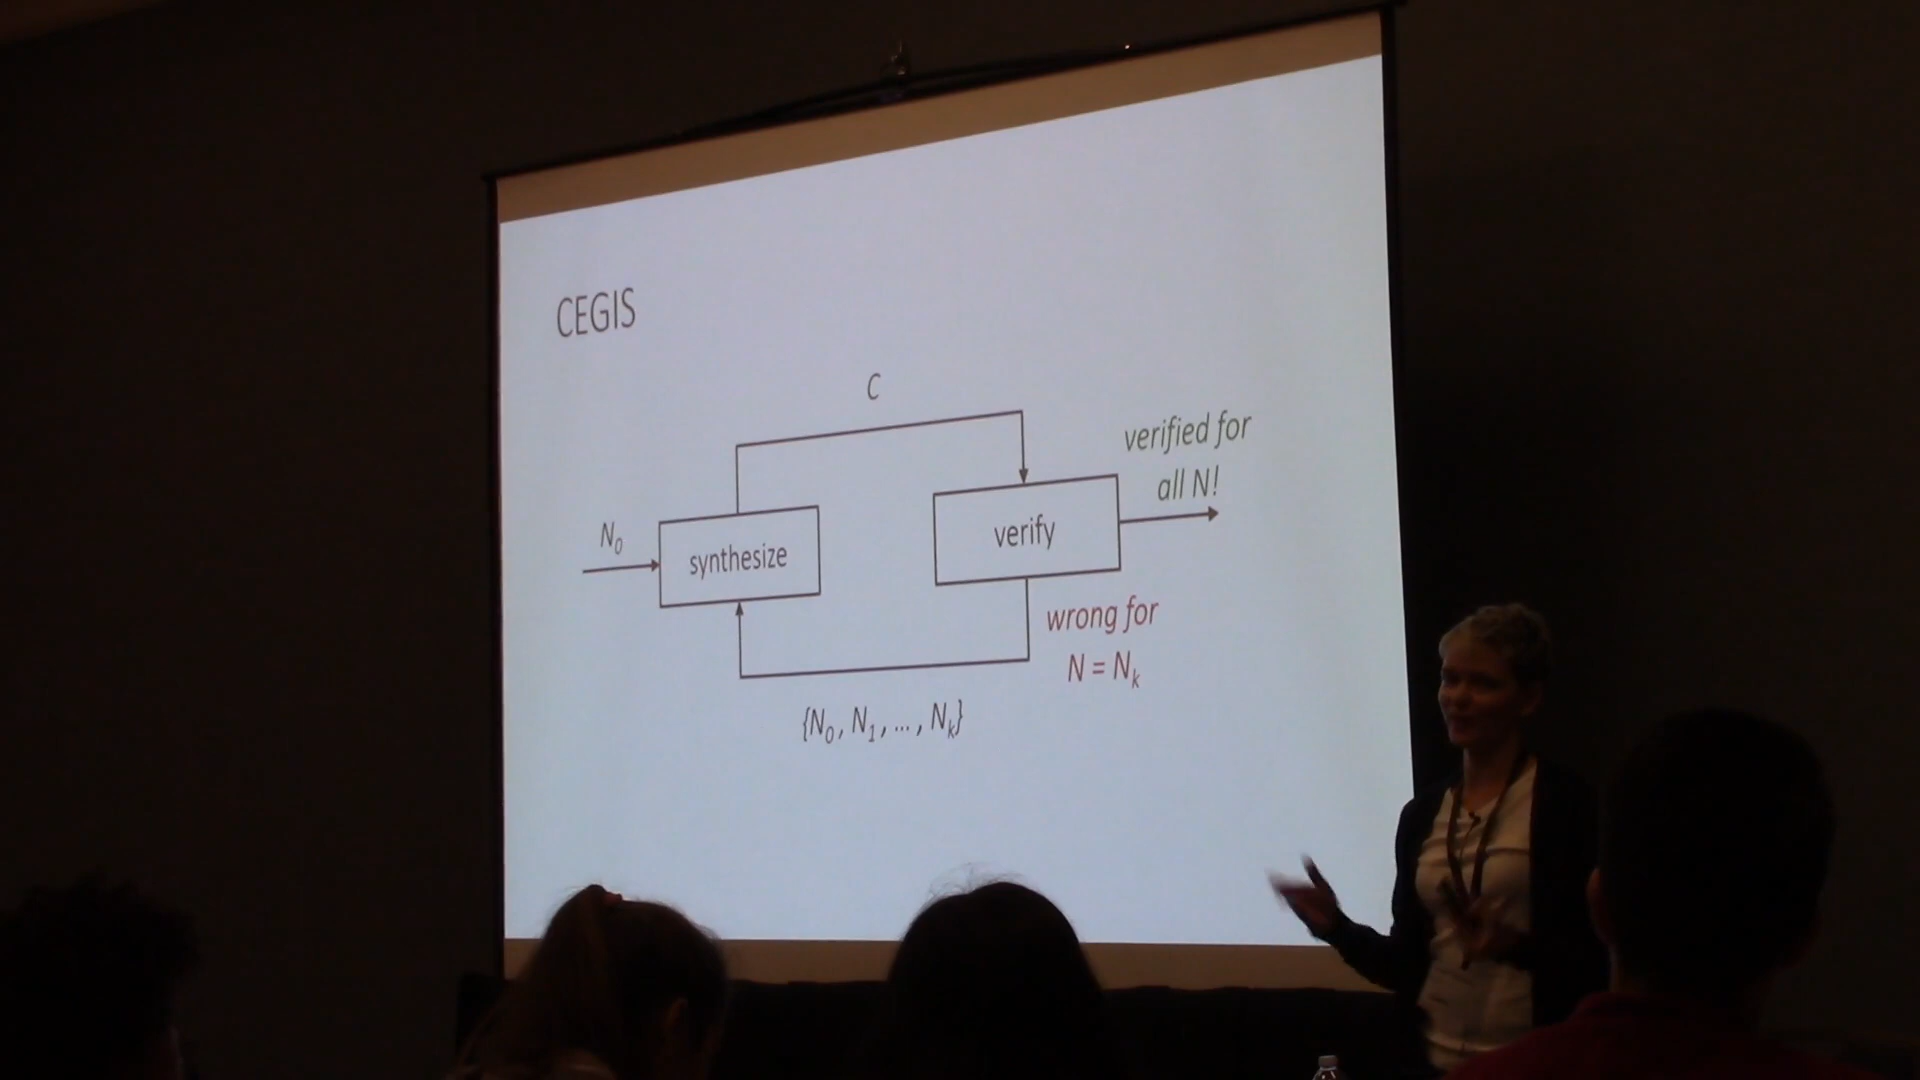 CEGIS
C
verified for
all N!
N₀
synthesize
verify
wrong for
N = Nₖ
{N₀, N₁, ... , Nₖ}